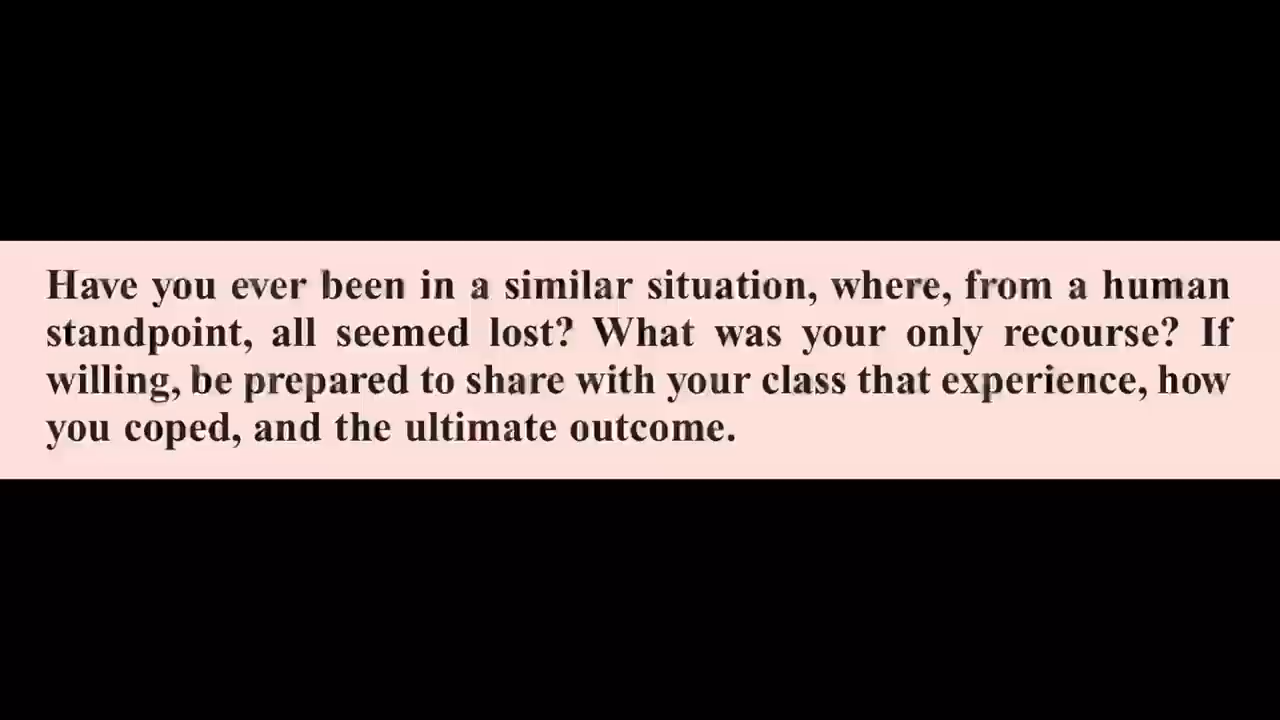 Have you ever been in a similar situation, where, from a human
standpoint, all seemed lost? What was your only recourse? If
willing, be prepared to share with your class that experience, how
you coped, and the ultimate outcome.